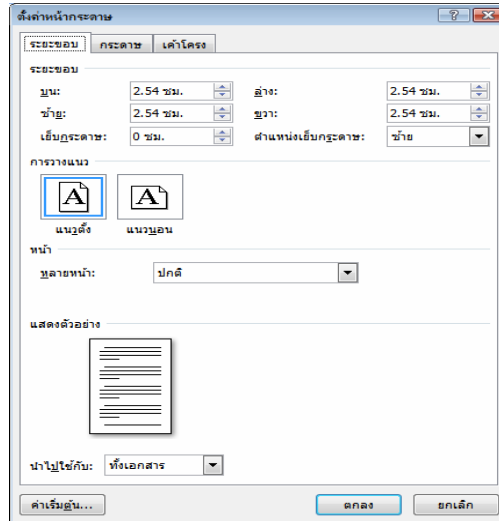 ตั้งค่าหน้ากระดาษ
ระยะขอบ กระดาษ เค้าโครง
ระยะขอบ
บน: 2.54 ซม. ล่าง: 2.54 ซม.
ซ้าย: 2.54 ซม. ขวา: 2.54 ซม.
เย็บกระดาษ: 0 ซม. ตำแหน่งเย็บกระดาษ: ซ้าย
การวางแนว
A A
แนวตั้ง แนวนอน
หน้า
หลายหน้า: ปกติ
แสดงตัวอย่าง
นำไปใช้กับ: ทั้งเอกสาร
ค่าเริ่มต้น... ตกลง ยกเลิก